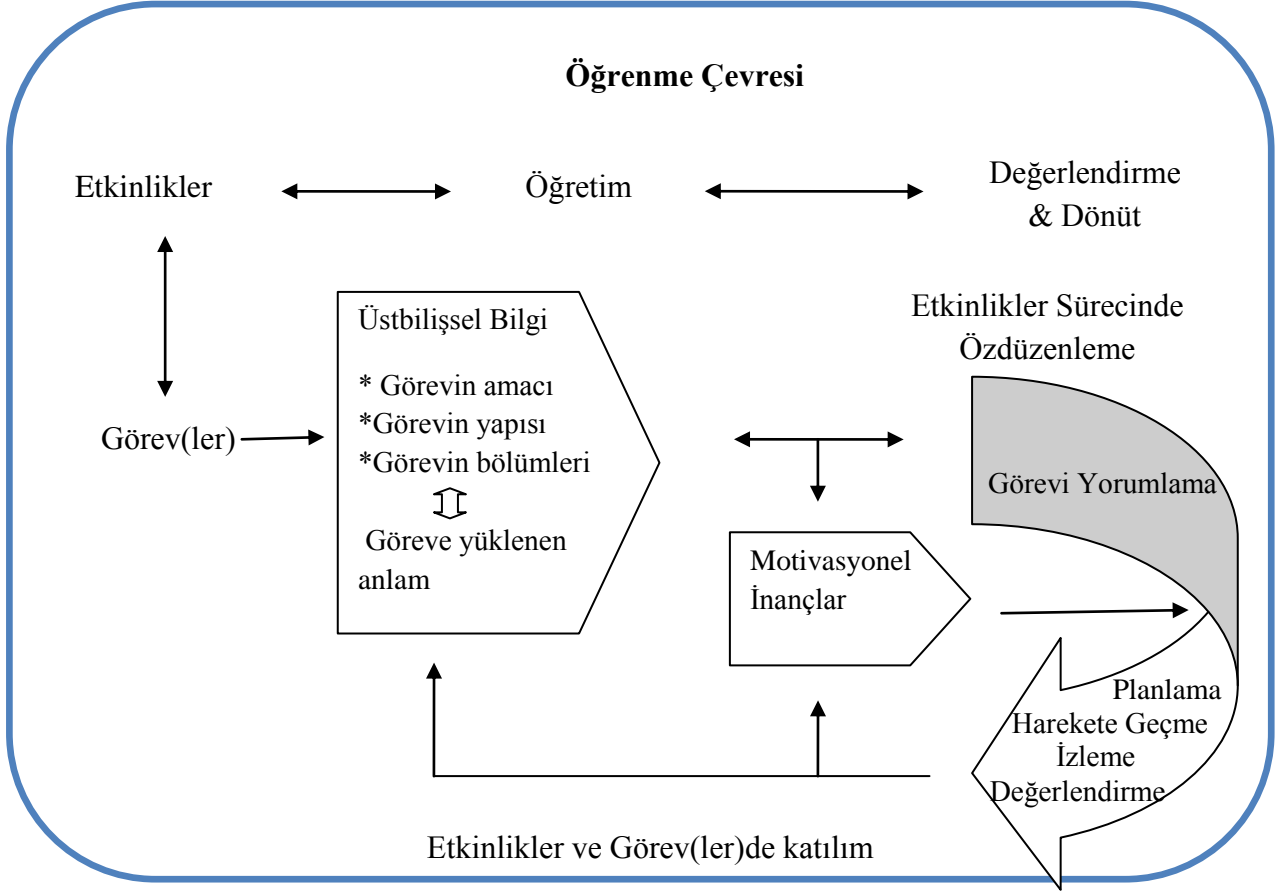 Öğrenme Çevresi
Etkinlikler
Öğretim
Değerlendirme
& Dönüt
Görev(ler)
Üstbilişsel Bilgi
* Görevin amacı
*Görevin yapısı
*Görevin bölümleri
Göreve yüklenen
anlam
Motivasyonel
İnançlar
Etkinlikler Sürecinde
Özdüzenleme
Görevi Yorumlama
Planlama
Harekete Geçme
İzleme
Değerlendirme
Etkinlikler ve Görev(ler)de katılım